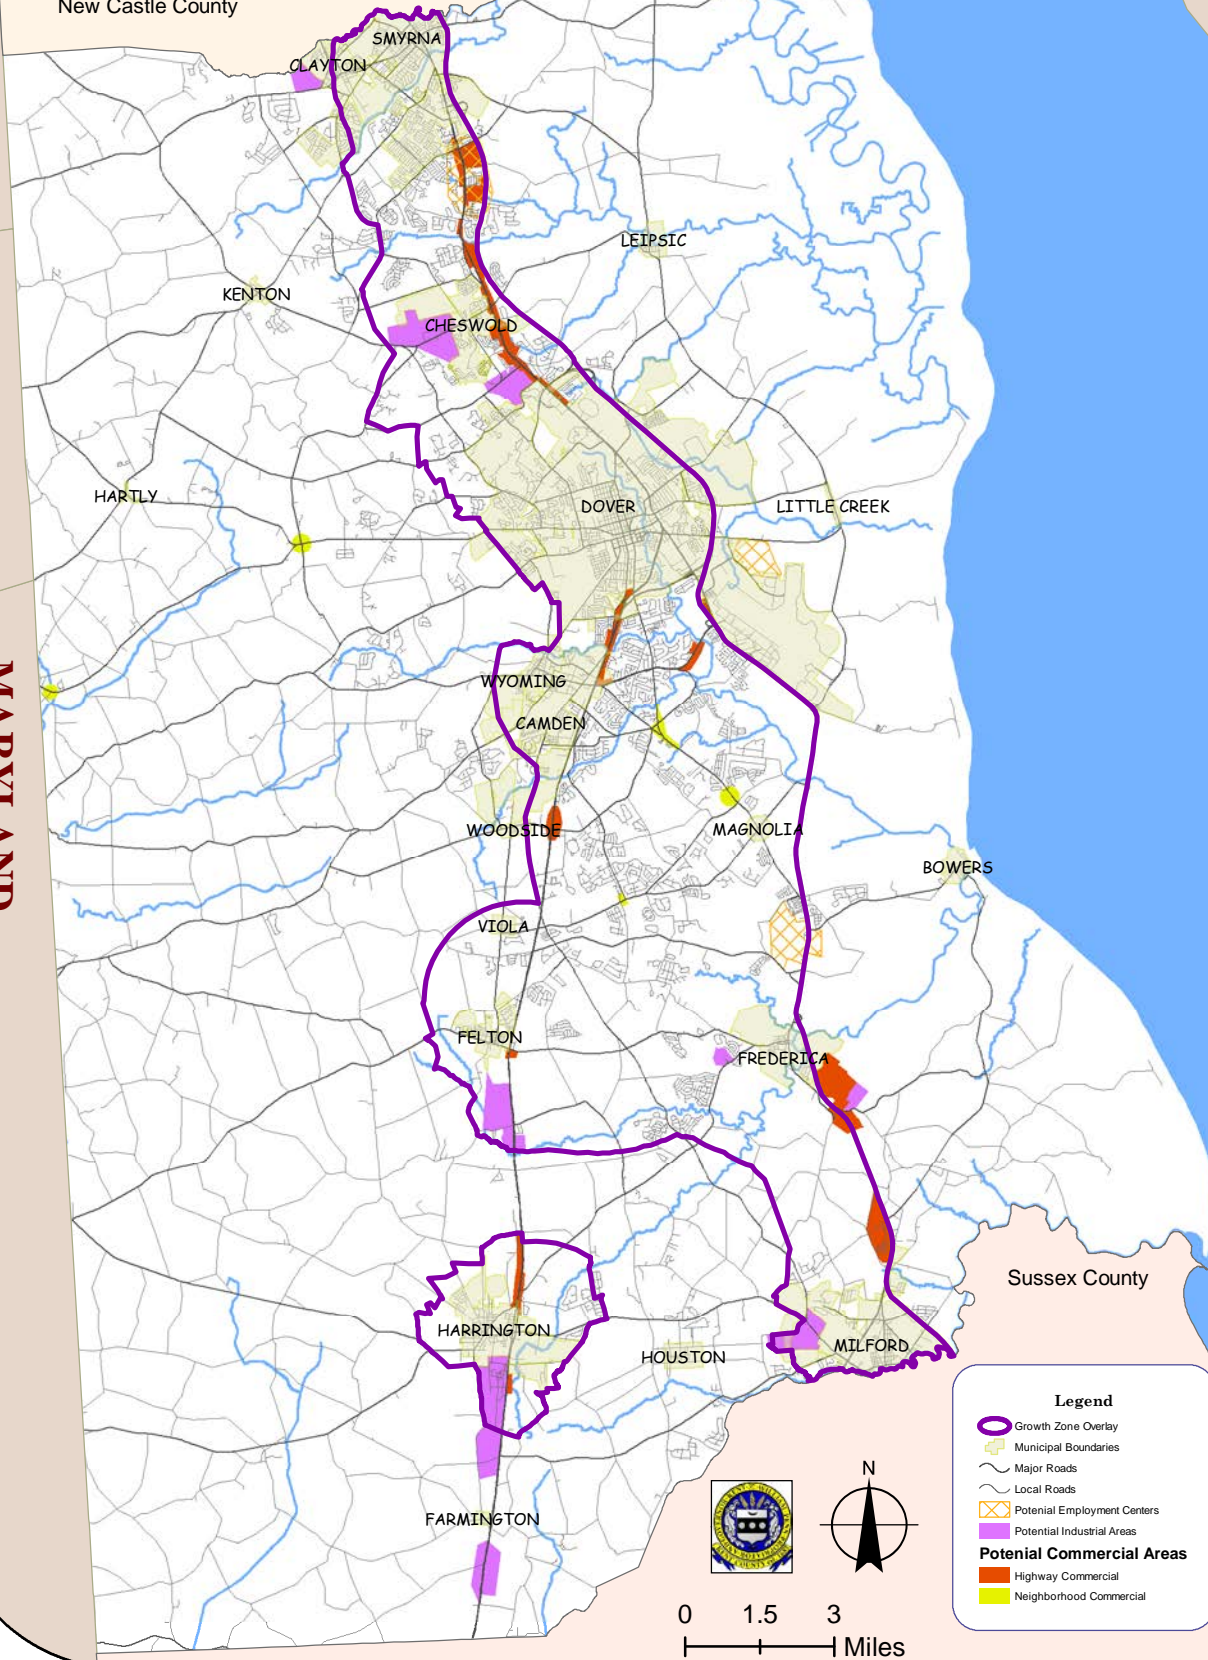 New Castle County
SMYRNA
CLAYTON
LEIPSIC
KENTON
CHESWOLD
HARTLY
DOVER
LITTLE CREEK
MARYLAND
WYOMING
CAMDEN
WOODSIDE
MAGNOLIA
BOWERS
VIOLA
FELTON
FREDERICA
Sussex County
HARRINGTON
MILFORD
HOUSTON
FARMINGTON
N
0 1.5 3
Miles
Legend
Growth Zone Overlay
Municipal Boundaries
Major Roads
Local Roads
Potenial Employment Centers
Potential Industrial Areas
Potenial Commercial Areas
Highway Commercial
Neighborhood Commercial